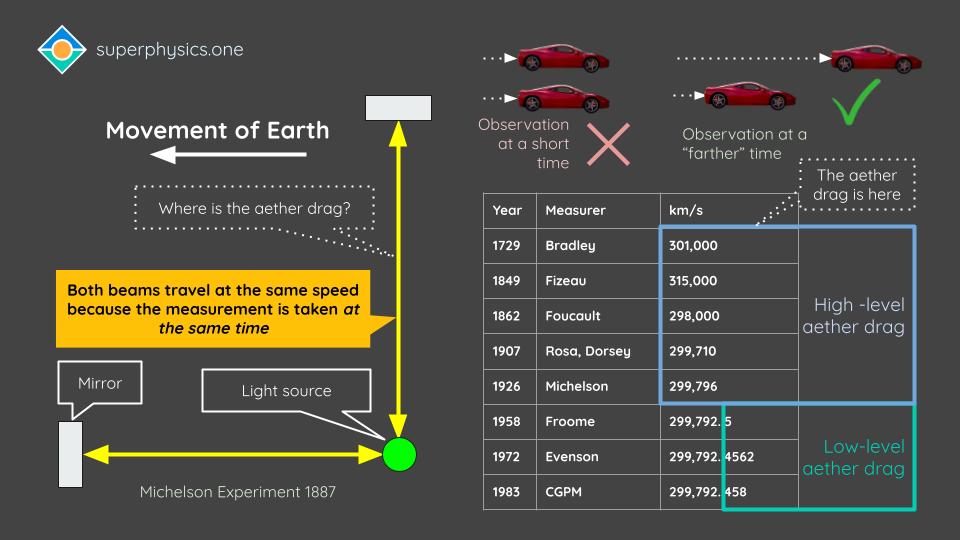 superphysics.one
Movement of Earth
Where is the aether drag?
Both beams travel at the same speed
because the measurement is taken at
the same time
Mirror
Light source
Michelson Experiment 1887
Observation
at a short
time
Observation at a
“farther” time
The aether
drag is here
Year Measurer km/s
1729 Bradley 301,000
1849 Fizeau 315,000
1862 Foucault 298,000
1907 Rosa, Dorsey 299,710
1926 Michelson 299,796
1958 Froome 299,792.5
1972 Evenson 299,792.4562
1983 CGPM 299,792.458
High -level
aether drag
Low-level
aether drag